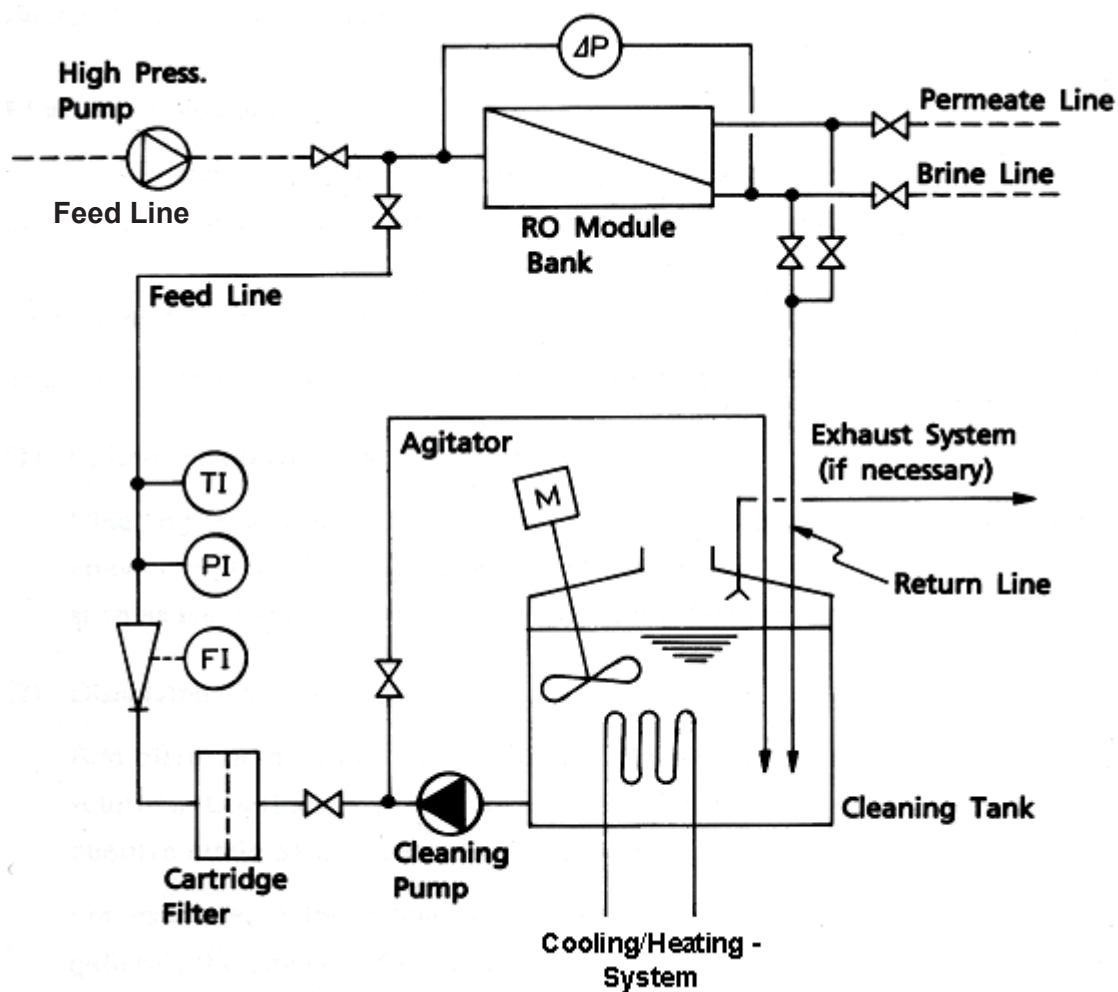 ΔP
High Press.
Pump
Permeate Line
Brine Line
Feed Line
RO Module
Bank
Feed Line
Agitator
Exhaust System
(if necessary)
M
TI
PI
Return Line
FI
Cleaning Tank
Cleaning
Pump
Cartridge
Filter
Cooling/Heating -
System